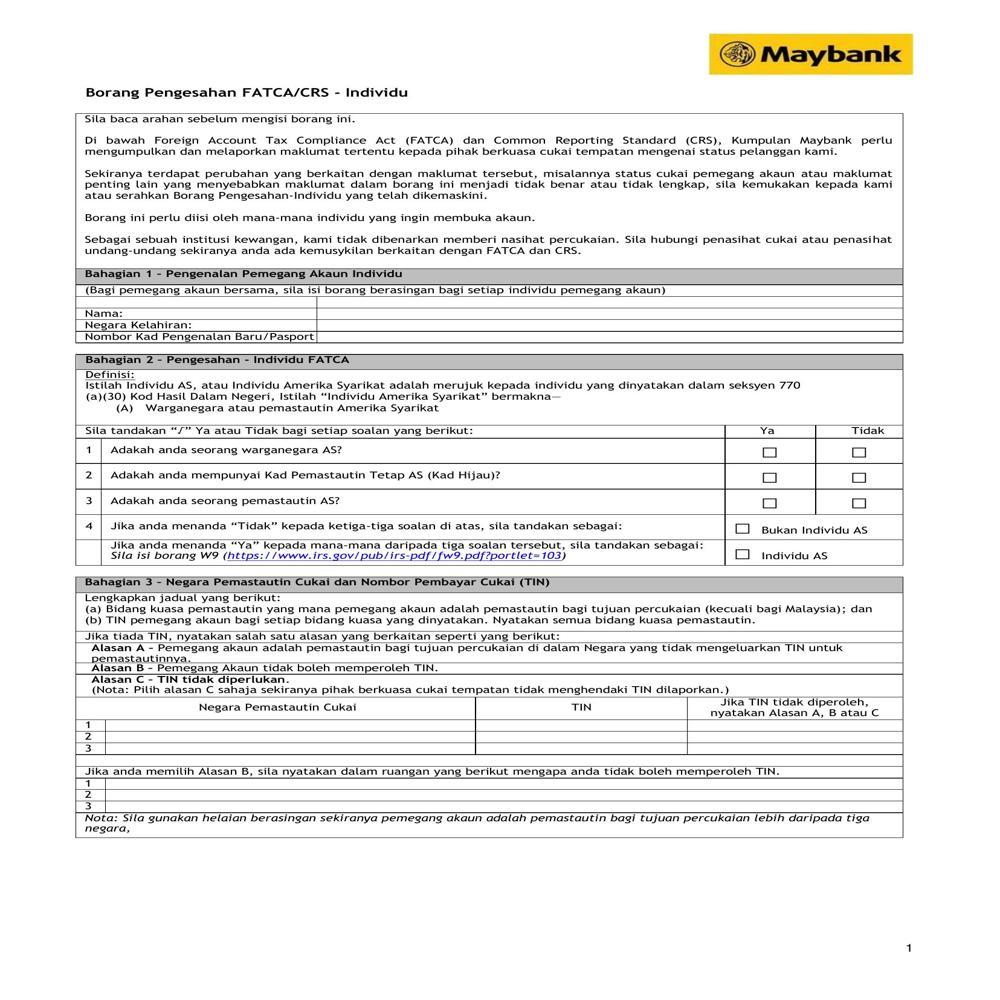 Maybank
Borang Pengesahan FATCA/CRS - Individu
Sila baca arahan sebelum mengisi borang ini.
Di bawah Foreign Account Tax Compliance Act (FATCA) dan Common Reporting Standard (CRS), Kumpulan Maybank perlu
mengumpulkan dan melaporkan maklumat tertentu kepada pihak berkuasa cukai tempatan mengenai status pelanggan kami.
Sekiranya terdapat perubahan yang berkaitan dengan maklumat tersebut, misalannya status cukai pemegang akaun atau maklumat
penting lain yang menyebabkan maklumat dalam borang ini menjadi tidak benar atau tidak lengkap, sila kemukakan kepada kami
atau serahkan Borang Pengesahan-Individu yang telah dikemaskini.
Borang ini perlu diisi oleh mana-mana individu yang ingin membuka akaun.
Sebagai sebuah institusi kewangan, kami tidak dibenarkan memberi nasihat percukaian. Sila hubungi penasihat cukai atau penasihat
undang-undang sekiranya anda ada kemusykilan berkaitan dengan FATCA dan CRS.
Bahagian 1 - Pengenalan Pemegang Akaun Individu
(Bagi pemegang akaun bersama, sila isi borang berasingan bagi setiap individu pemegang akaun)
Nama:
Negara Kelahiran:
Nombor Kad Pengenalan Baru/Pasport
Bahagian 2 - Pengesahan - Individu FATCA
Definisi:
Istilah Individu AS, atau Individu Amerika Syarikat adalah merujuk kepada individu yang dinyatakan dalam seksyen 770
(a)(30) Kod Hasil Dalam Negeri, Istilah “Individu Amerika Syarikat” bermakna—
(A) Warganegara atau pemastautin Amerika Syarikat
Sila tandakan “√” Ya atau Tidak bagi setiap soalan yang berikut: Ya Tidak
1 Adakah anda seorang warganegara AS?
2 Adakah anda mempunyai Kad Pemastautin Tetap AS (Kad Hijau)?
3 Adakah anda seorang pemastautin AS?
4 Jika anda menanda “Tidak” kepada ketiga-tiga soalan di atas, sila tandakan sebagai: Bukan Individu AS
Jika anda menanda “Ya” kepada mana-mana daripada tiga soalan tersebut, sila tandakan sebagai:
Sila isi borang W9 (https://www.irs.gov/pub/irs-pdf/fw9.pdf?portlet=103) Individu AS
Bahagian 3 - Negara Pemastautin Cukai dan Nombor Pembayar Cukai (TIN)
Lengkapkan jadual yang berikut:
(a) Bidang kuasa pemastautin yang mana pemegang akaun adalah pemastautin bagi tujuan percukaian (kecuali bagi Malaysia); dan
(b) TIN pemegang akaun bagi setiap bidang kuasa yang dinyatakan. Nyatakan semua bidang kuasa pemastautin.
Jika tiada TIN, nyatakan salah satu alasan yang berkaitan seperti yang berikut:
Alasan A - Pemegang akaun adalah pemastautin bagi tujuan percukaian di dalam Negara yang tidak mengeluarkan TIN untuk
pemastautinnya.
Alasan B - Pemegang Akaun tidak boleh memperoleh TIN.
Alasan C - TIN tidak diperlukan.
(Nota: Pilih alasan C sahaja sekiranya pihak berkuasa cukai tempatan tidak menghendaki TIN dilaporkan.)
Negara Pemastautin Cukai TIN Jika TIN tidak diperoleh,
nyatakan Alasan A, B atau C
1
2
3
Jika anda memilih Alasan B, sila nyatakan dalam ruangan yang berikut mengapa anda tidak boleh memperoleh TIN.
1
2
3
Nota: Sila gunakan helaian berasingan sekiranya pemegang akaun adalah pemastautin bagi tujuan percukaian lebih daripada tiga
negara,
1